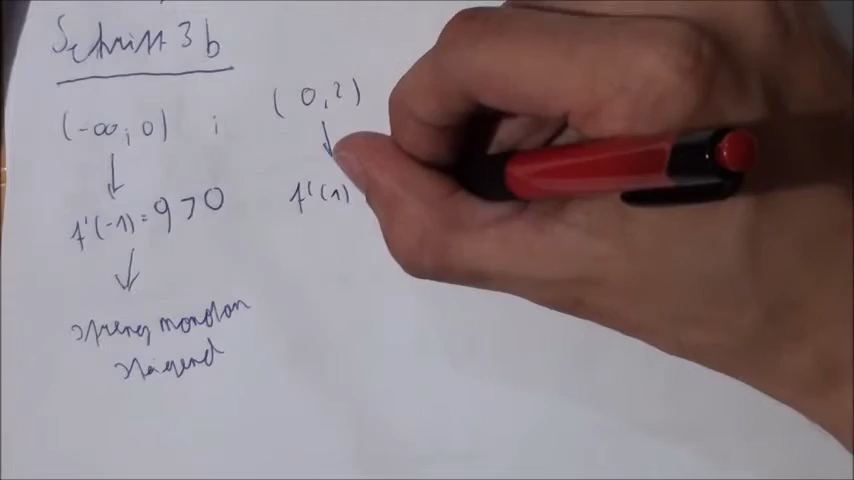 Schritt 3b
(-∞; 0) ; (0, 2)
f'(-1) = 9 > 0 f'(1)
streng monoton
steigend